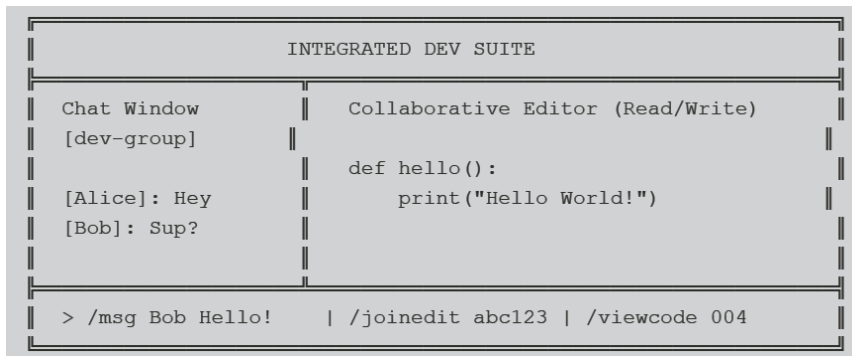 INTEGRATED DEV SUITE
Chat Window
[dev-group]
[Alice]: Hey
[Bob]: Sup?
Collaborative Editor (Read/Write)
def hello():
    print("Hello World!")
> /msg Bob Hello!    | /joinedit abc123 | /viewcode 004